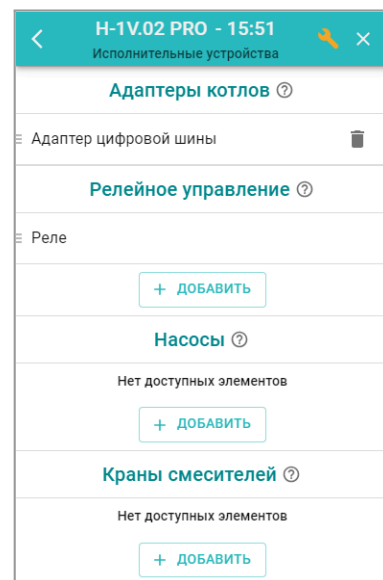 H-1V.02 PRO - 15:51
Исполнительные устройства
Адаптеры котлов
Адаптер цифровой шины
Релейное управление
Реле
+ ДОБАВИТЬ
Насосы
Нет доступных элементов
+ ДОБАВИТЬ
Краны смесителей
Нет доступных элементов
+ ДОБАВИТЬ